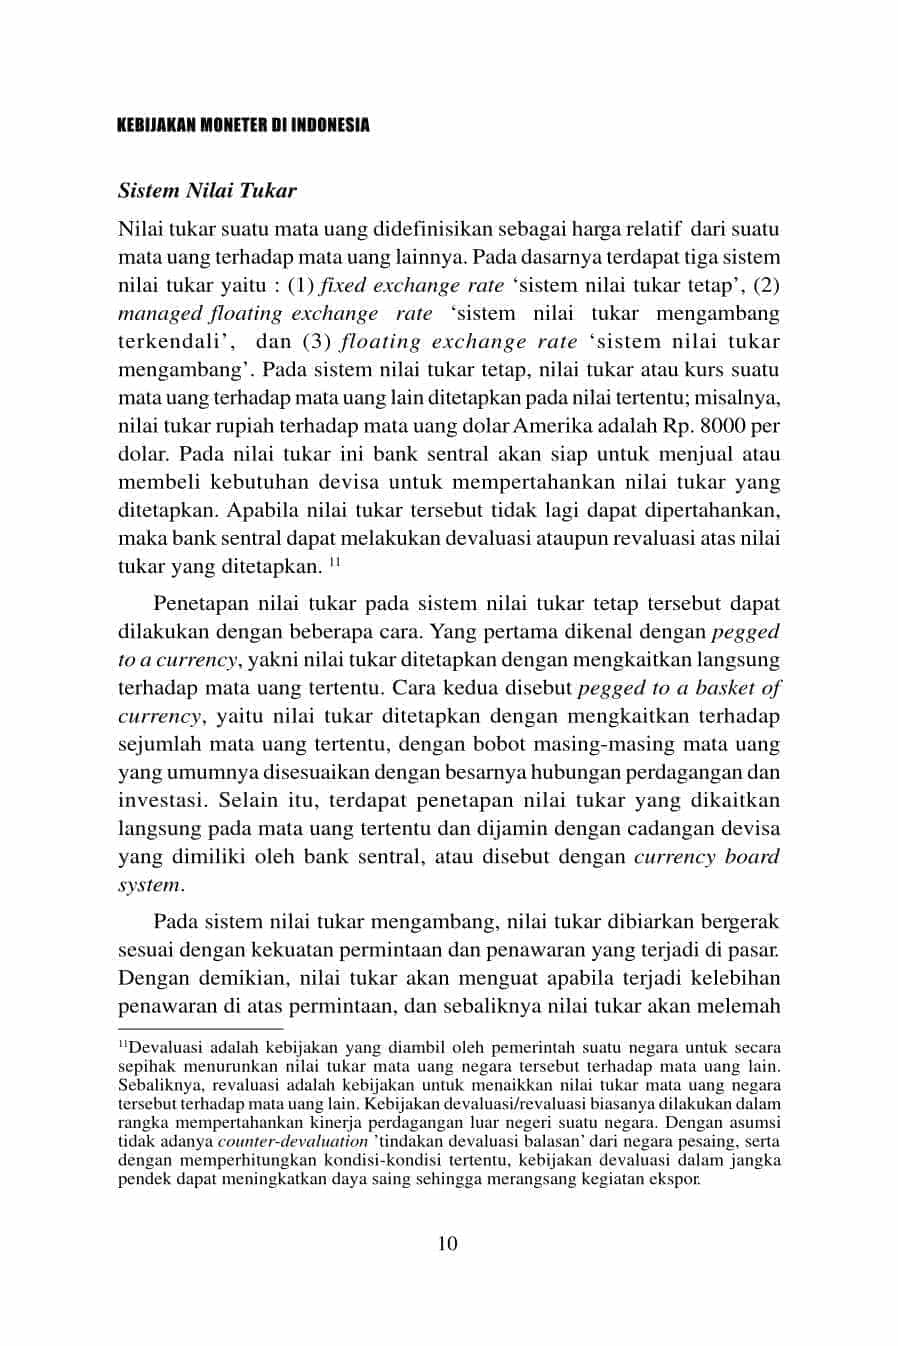 KEBIJAKAN MONETER DI INDONESIA
Sistem Nilai Tukar
Nilai tukar suatu mata uang didefinisikan sebagai harga relatif dari suatu
mata uang terhadap mata uang lainnya. Pada dasarnya terdapat tiga sistem
nilai tukar yaitu : (1) fixed exchange rate ‘sistem nilai tukar tetap’, (2)
managed floating exchange rate ‘sistem nilai tukar mengambang
terkendali’, dan (3) floating exchange rate ‘sistem nilai tukar
mengambang’. Pada sistem nilai tukar tetap, nilai tukar atau kurs suatu
mata uang terhadap mata uang lain ditetapkan pada nilai tertentu; misalnya,
nilai tukar rupiah terhadap mata uang dolar Amerika adalah Rp. 8000 per
dolar. Pada nilai tukar ini bank sentral akan siap untuk menjual atau
membeli kebutuhan devisa untuk mempertahankan nilai tukar yang
ditetapkan. Apabila nilai tukar tersebut tidak lagi dapat dipertahankan,
maka bank sentral dapat melakukan devaluasi ataupun revaluasi atas nilai
tukar yang ditetapkan. 11
Penetapan nilai tukar pada sistem nilai tukar tetap tersebut dapat
dilakukan dengan beberapa cara. Yang pertama dikenal dengan pegged
to a currency, yakni nilai tukar ditetapkan dengan mengkaitkan langsung
terhadap mata uang tertentu. Cara kedua disebut pegged to a basket of
currency, yaitu nilai tukar ditetapkan dengan mengkaitkan terhadap
sejumlah mata uang tertentu, dengan bobot masing-masing mata uang
yang umumnya disesuaikan dengan besarnya hubungan perdagangan dan
investasi. Selain itu, terdapat penetapan nilai tukar yang dikaitkan
langsung pada mata uang tertentu dan dijamin dengan cadangan devisa
yang dimiliki oleh bank sentral, atau disebut dengan currency board
system.
Pada sistem nilai tukar mengambang, nilai tukar dibiarkan bergerak
sesuai dengan kekuatan permintaan dan penawaran yang terjadi di pasar.
Dengan demikian, nilai tukar akan menguat apabila terjadi kelebihan
penawaran di atas permintaan, dan sebaliknya nilai tukar akan melemah
11Devaluasi adalah kebijakan yang diambil oleh pemerintah suatu negara untuk secara
sepihak menurunkan nilai tukar mata uang negara tersebut terhadap mata uang lain.
Sebaliknya, revaluasi adalah kebijakan untuk menaikkan nilai tukar mata uang negara
tersebut terhadap mata uang lain. Kebijakan devaluasi/revaluasi biasanya dilakukan dalam
rangka mempertahankan kinerja perdagangan luar negeri suatu negara. Dengan asumsi
tidak adanya counter-devaluation ’tindakan devaluasi balasan’ dari negara pesaing, serta
dengan memperhitungkan kondisi-kondisi tertentu, kebijakan devaluasi dalam jangka
pendek dapat meningkatkan daya saing sehingga merangsang kegiatan ekspor.
10